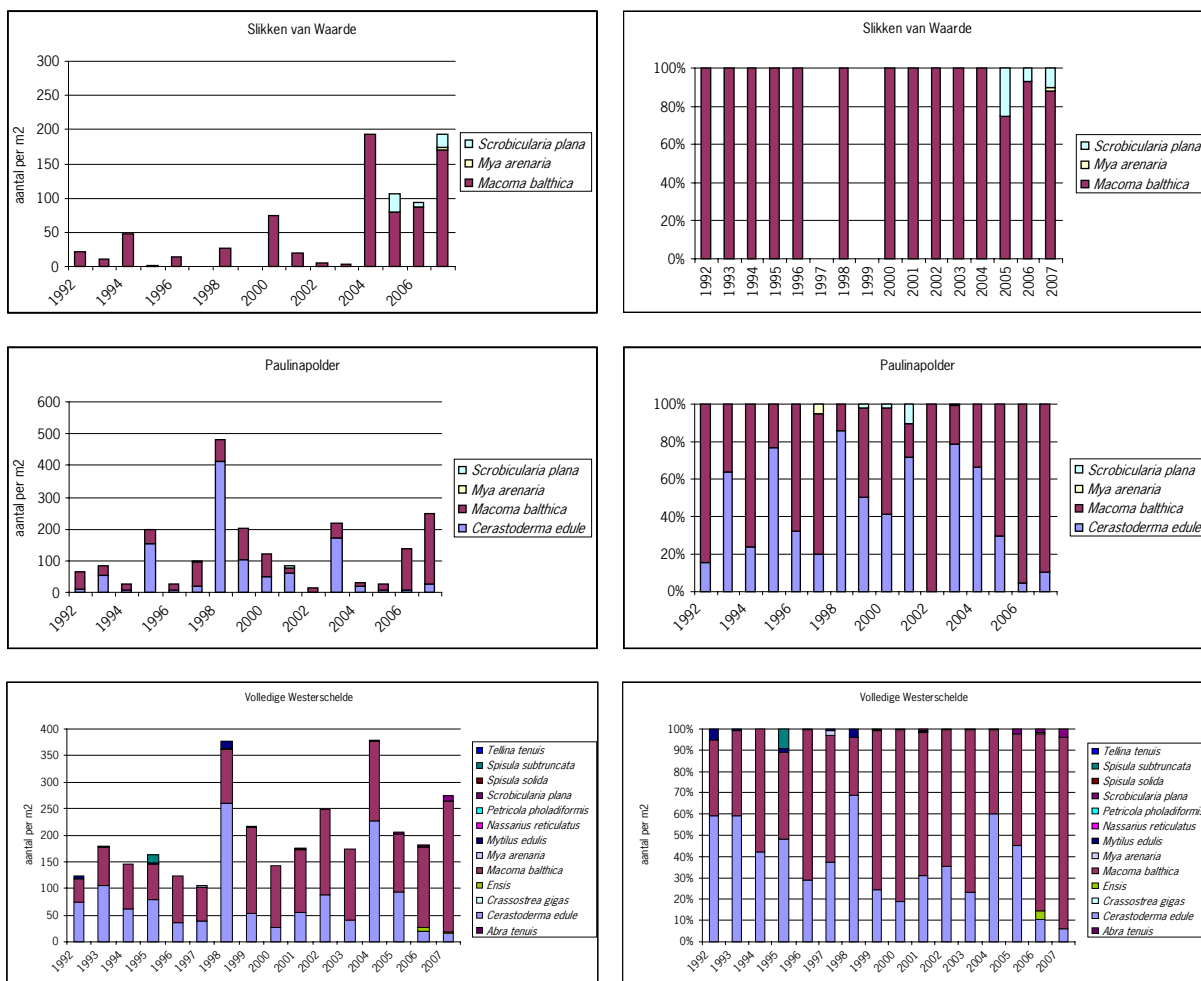 Slikken van Waarde
aantal per m2
300
250
200
150
100
50
0
1992
1994
1996
1998
2000
2002
2004
2006
Scrobicularia plana
Mya arenaria
Macoma balthica
Slikken van Waarde
100%
80%
60%
40%
20%
0%
1992
1993
1994
1995
1996
1997
1998
1999
2000
2001
2002
2003
2004
2005
2006
2007
Scrobicularia plana
Mya arenaria
Macoma balthica
Paulinapolder
aantal per m2
600
500
400
300
200
100
0
1992
1994
1996
1998
2000
2002
2004
2006
Scrobicularia plana
Mya arenaria
Macoma balthica
Cerastoderma edule
Paulinapolder
100%
80%
60%
40%
20%
0%
1992
1994
1996
1998
2000
2002
2004
2006
Scrobicularia plana
Mya arenaria
Macoma balthica
Cerastoderma edule
Volledige Westerschelde
aantal per m2
400
350
300
250
200
150
100
50
0
1992
1993
1994
1995
1996
1997
1998
1999
2000
2001
2002
2003
2004
2005
2006
2007
Tellina tenuis
Spisula subtruncata
Spisula solida
Scrobicularia plana
Petricola pholadiformis
Nassarius reticulatus
Mytilus edulis
Mya arenaria
Macoma balthica
Ensis
Crassostrea gigas
Cerastoderma edule
Abra tenuis
Volledige Westerschelde
100%
90%
80%
70%
60%
50%
40%
30%
20%
10%
0%
1992
1993
1994
1995
1996
1997
1998
1999
2000
2001
2002
2003
2004
2005
2006
2007
Tellina tenuis
Spisula subtruncata
Spisula solida
Scrobicularia plana
Petricola pholadiformis
Nassarius reticulatus
Mytilus edulis
Mya arenaria
Macoma balthica
Ensis
Crassostrea gigas
Cerastoderma edule
Abra tenuis